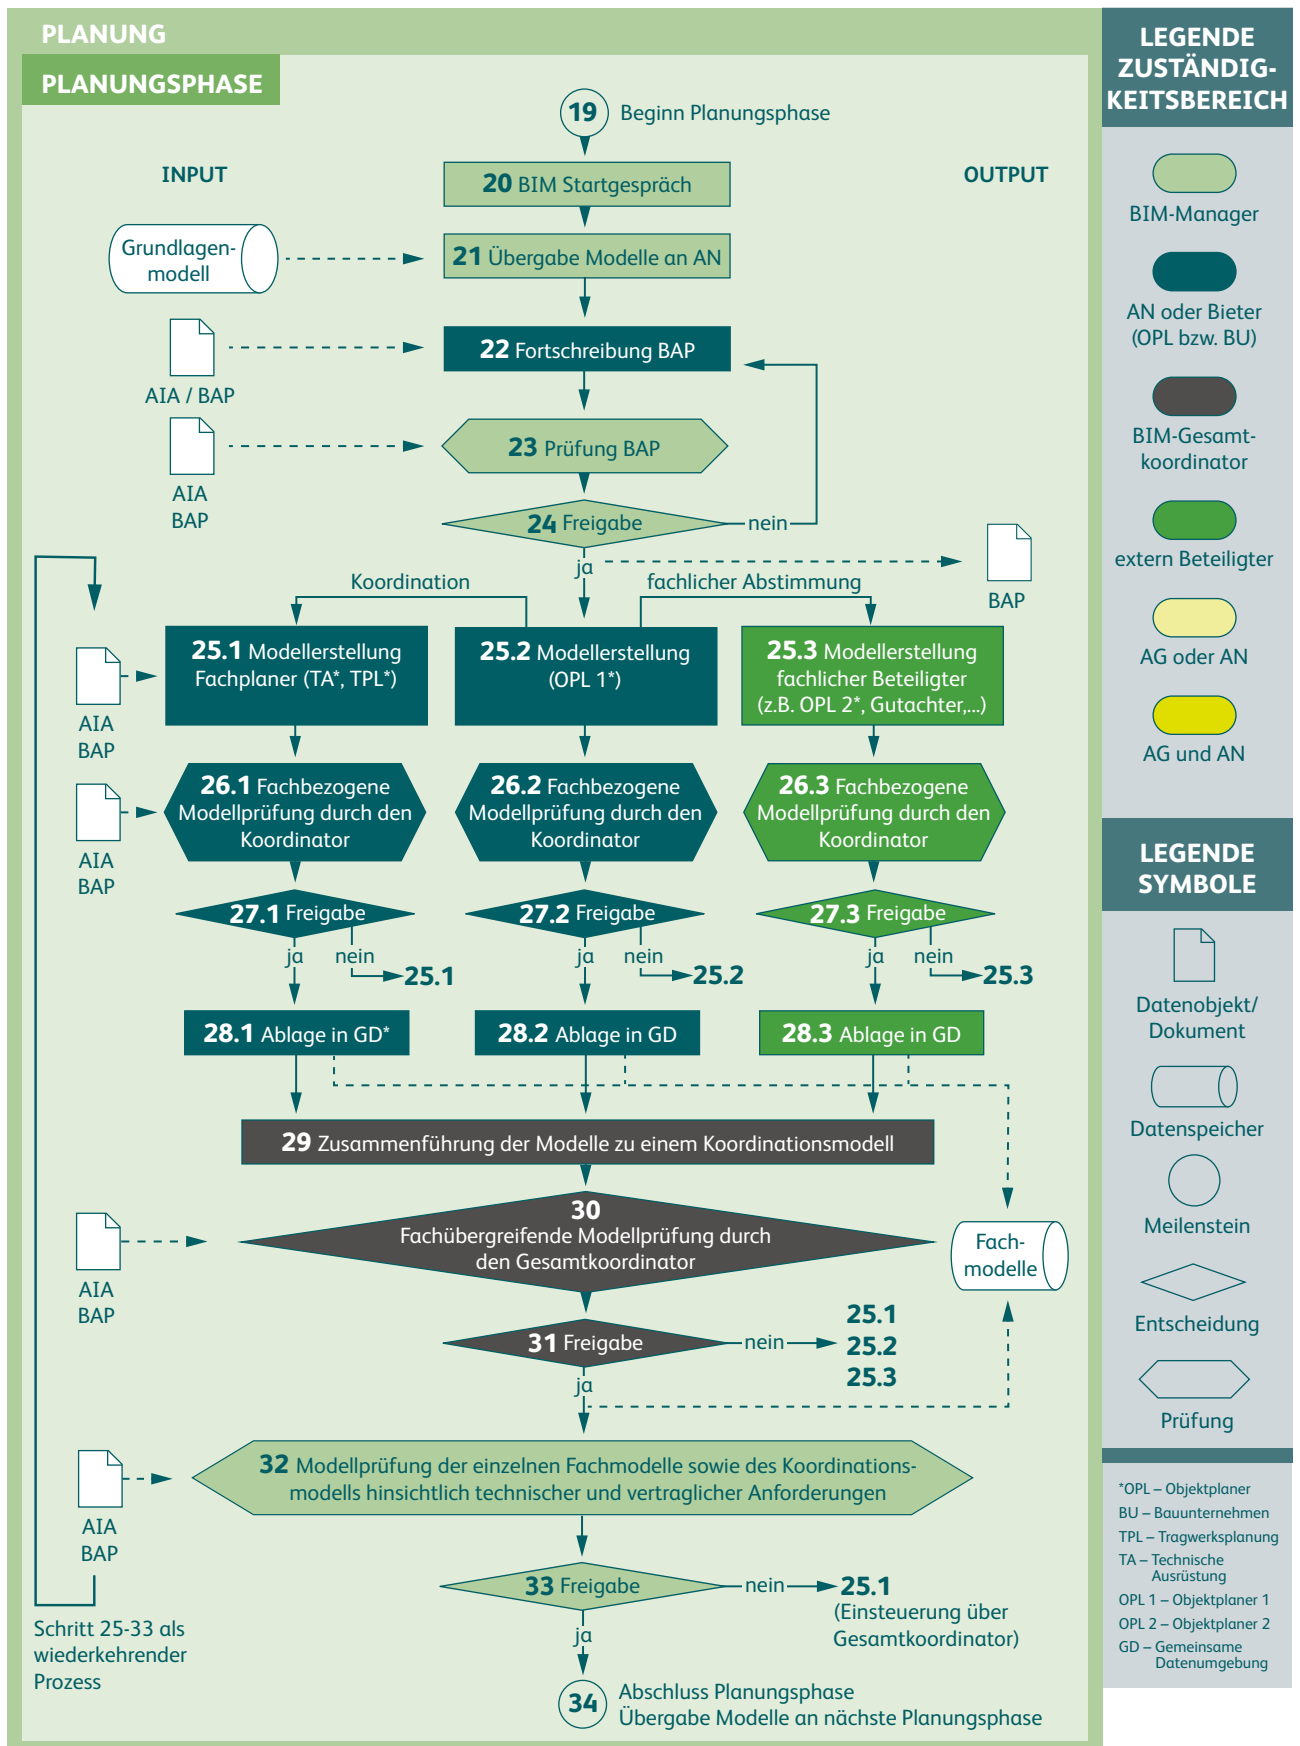 PLANUNG
PLANUNGSPHASE
19 Beginn Planungsphase
INPUT
OUTPUT
20 BIM Startgespräch
Grundlagen-
modell
21 Übergabe Modelle an AN
22 Fortschreibung BAP
AIA / BAP
23 Prüfung BAP
AIA
BAP
24 Freigabe
nein
ja
BAP
Koordination
fachlicher Abstimmung
25.1 Modellerstellung
Fachplaner (TA*, TPL*)
25.2 Modellerstellung
(OPL 1*)
25.3 Modellerstellung
fachlicher Beteiligter
(z.B. OPL 2*, Gutachter,...)
AIA
BAP
26.1 Fachbezogene
Modellprüfung durch den
Koordinator
26.2 Fachbezogene
Modellprüfung durch den
Koordinator
26.3 Fachbezogene
Modellprüfung durch den
Koordinator
AIA
BAP
27.1 Freigabe
27.2 Freigabe
27.3 Freigabe
ja
nein
25.1
ja
nein
25.2
ja
nein
25.3
28.1 Ablage in GD*
28.2 Ablage in GD
28.3 Ablage in GD
29 Zusammenführung der Modelle zu einem Koordinationsmodell
30
Fachübergreifende Modellprüfung durch
den Gesamtkoordinator
AIA
BAP
Fach-
modelle
31 Freigabe
nein
25.1
25.2
25.3
ja
32 Modellprüfung der einzelnen Fachmodelle sowie des Koordinations-
modells hinsichtlich technischer und vertraglicher Anforderungen
AIA
BAP
33 Freigabe
nein
25.1
(Einsteuerung über
Gesamtkoordinator)
ja
Schritt 25-33 als
wiederkehrender
Prozess
34 Abschluss Planungsphase
Übergabe Modelle an nächste Planungsphase
LEGENDE
ZUSTÄNDIG-
KEITSBEREICH
BIM-Manager
AN oder Bieter
(OPL bzw. BU)
BIM-Gesamt-
koordinator
extern Beteiligter
AG oder AN
AG und AN
LEGENDE
SYMBOLE
Datenobjekt/
Dokument
Datenspeicher
Meilenstein
Entscheidung
Prüfung
*OPL – Objektplaner
BU – Bauunternehmen
TPL – Tragwerksplanung
TA – Technische
Ausrüstung
OPL 1 – Objektplaner 1
OPL 2 – Objektplaner 2
GD – Gemeinsame
Datenumgebung